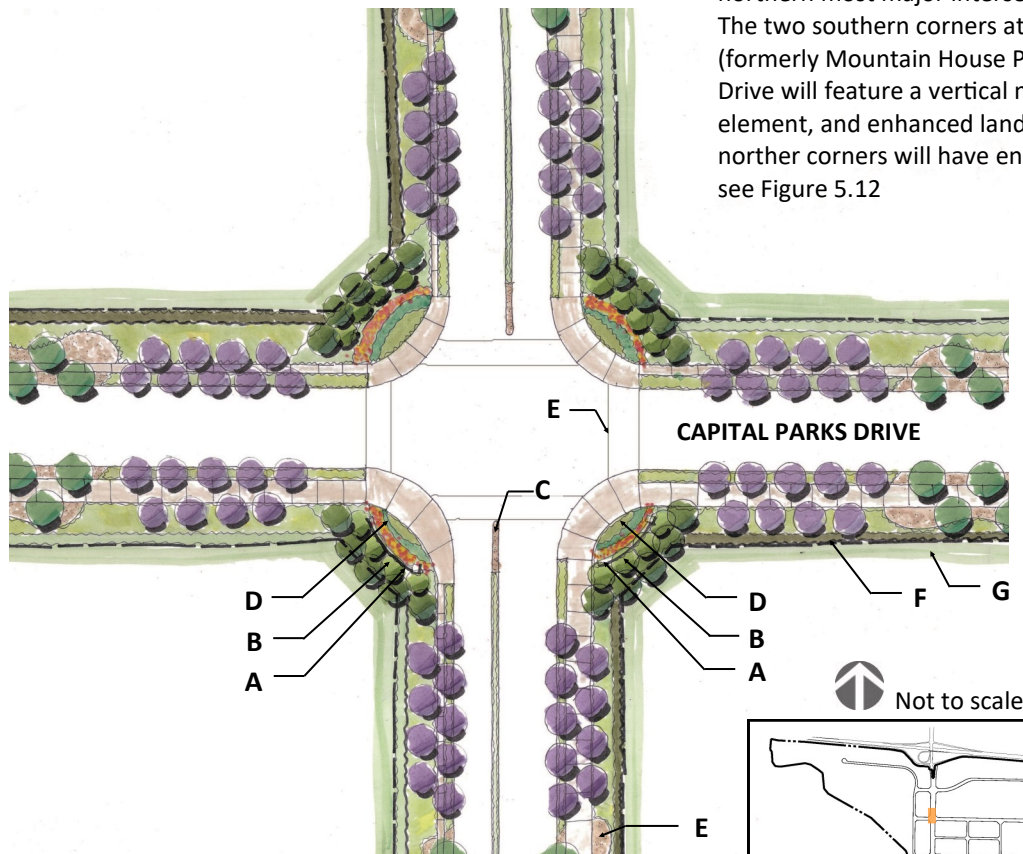 The two southern corners at
(formerly Mountain House P
Drive will feature a vertical
element, and enhanced land
norther corners will have en
see Figure 5.12
E
CAPITAL PARKS DRIVE
C
D
B
A
D
B
A
F
G
Not to scale
E